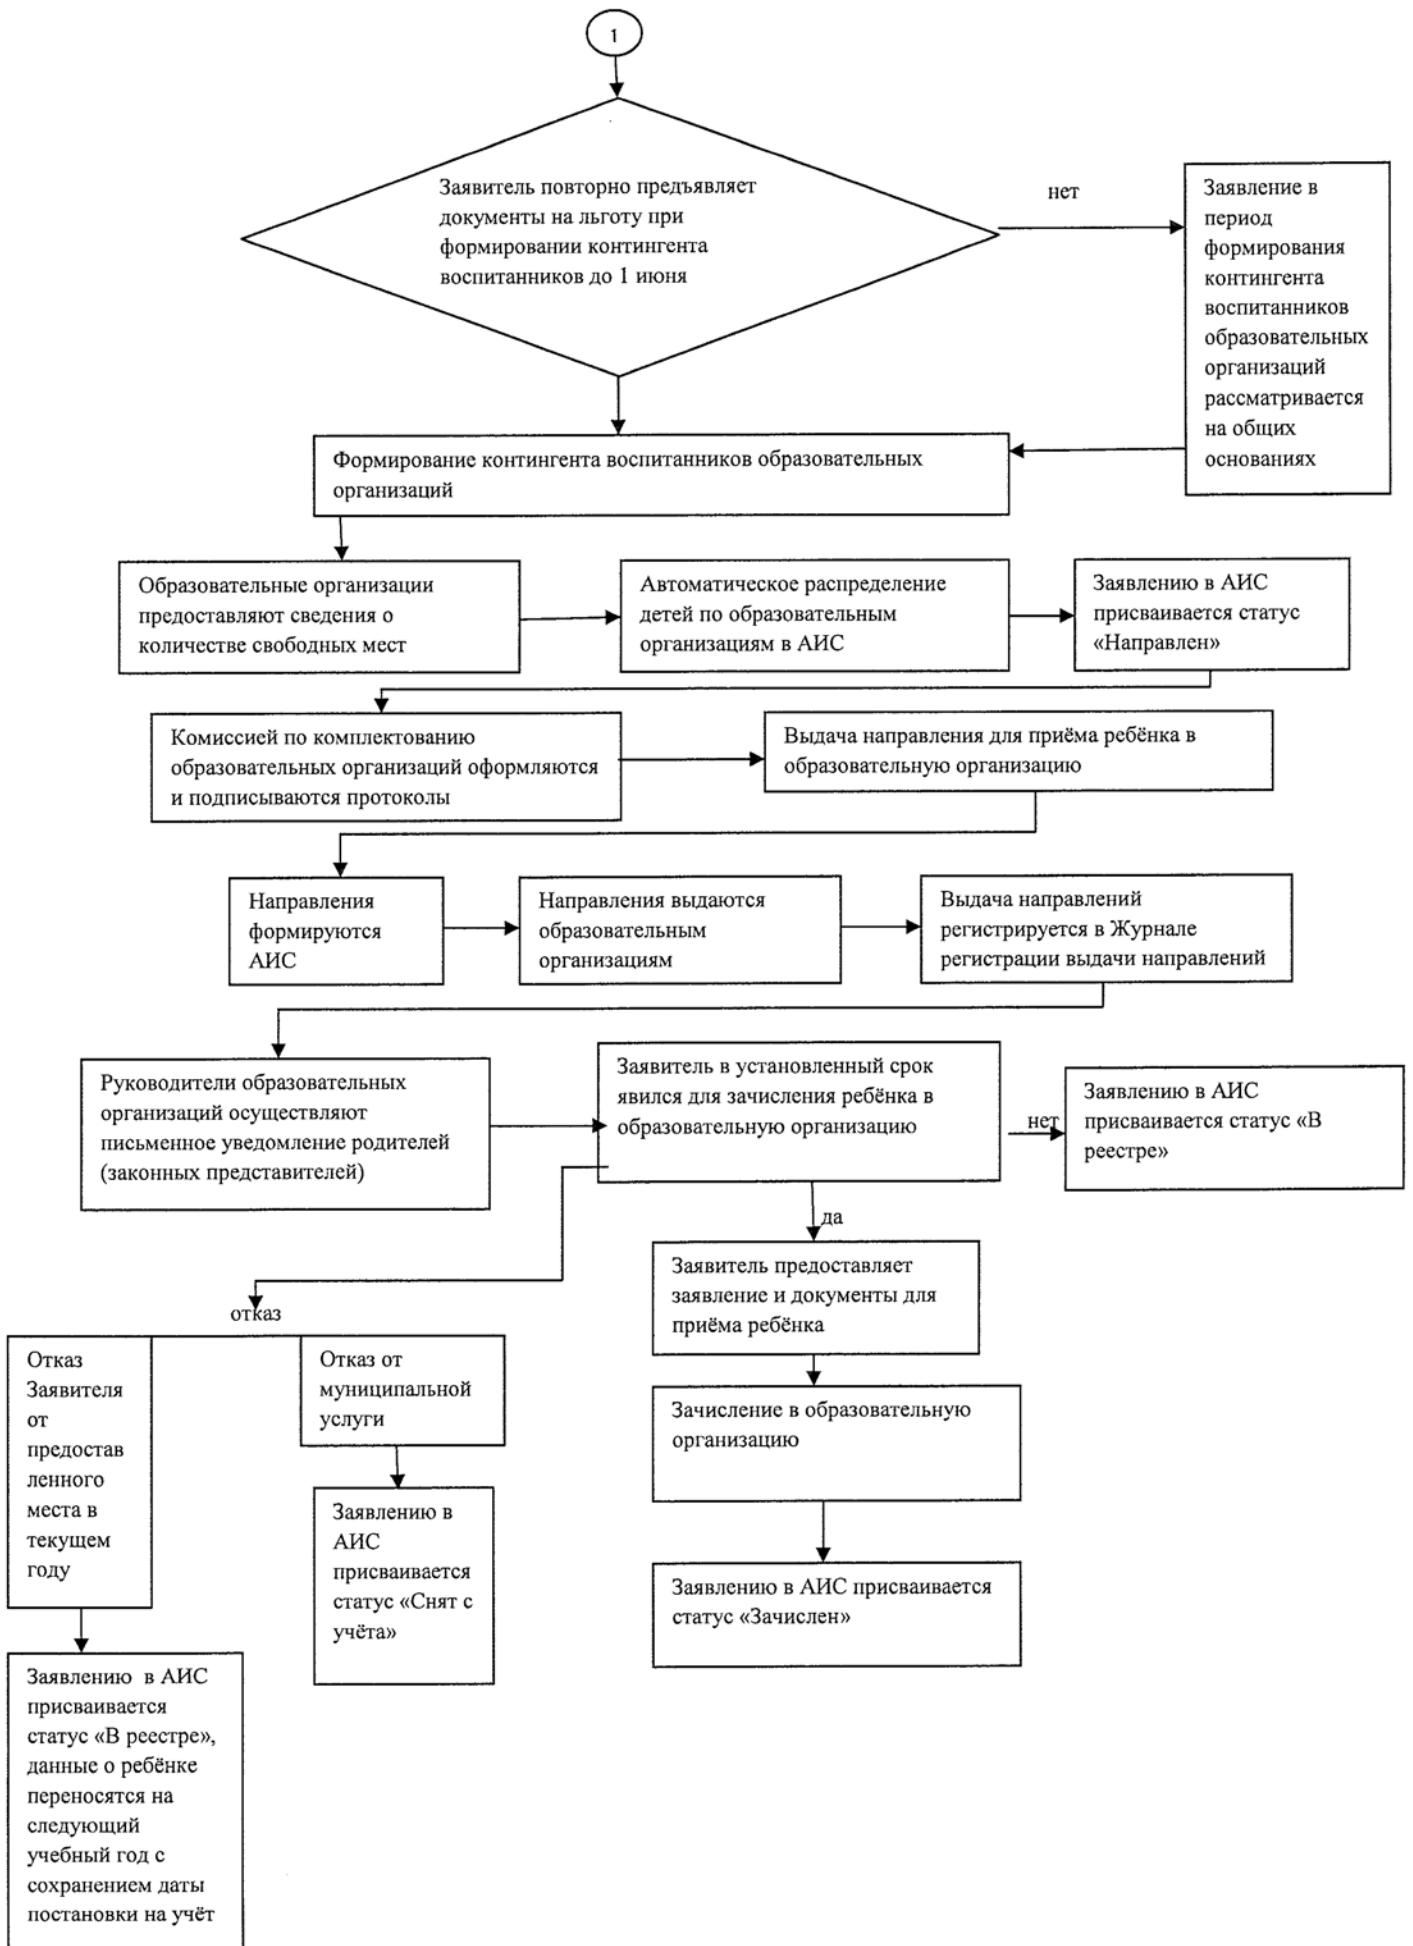 1
Заявитель повторно предъявляет
документы на льготу при
формировании контингента
воспитанников до 1 июня
нет
Заявление в
период
формирования
контингента
воспитанников
образовательных
организаций
рассматривается
на общих
основаниях
Формирование контингента воспитанников образовательных
организаций
Образовательные организации
предоставляют сведения о
количестве свободных мест
Автоматическое распределение
детей по образовательным
организациям в АИС
Заявлению в АИС
присваивается статус
«Направлен»
Комиссией по комплектованию
образовательных организаций оформляются
и подписываются протоколы
Выдача направления для приёма ребёнка в
образовательную организацию
Направления
формируются
АИС
Направления выдаются
образовательным
организациям
Выдача направлений
регистрируется в Журнале
регистрации выдачи направлений
Руководители образовательных
организаций осуществляют
письменное уведомление родителей
(законных представителей)
Заявитель в установленный срок
явился для зачисления ребёнка в
образовательную организацию
нет
Заявлению в АИС
присваивается статус «В
реестре»
да
Заявитель предоставляет
заявление и документы для
приёма ребёнка
отказ
Отказ
Заявителя
от
предостав
ленного
места в
текущем
году
Отказ от
муниципальной
услуги
Зачисление в образовательную
организацию
Заявлению в
АИС
присваивается
статус «Снят с
учёта»
Заявлению в АИС присваивается
статус «Зачислен»
Заявлению в АИС
присваивается
статус «В реестре»,
данные о ребёнке
переносятся на
следующий
учебный год с
сохранением даты
постановки на учёт